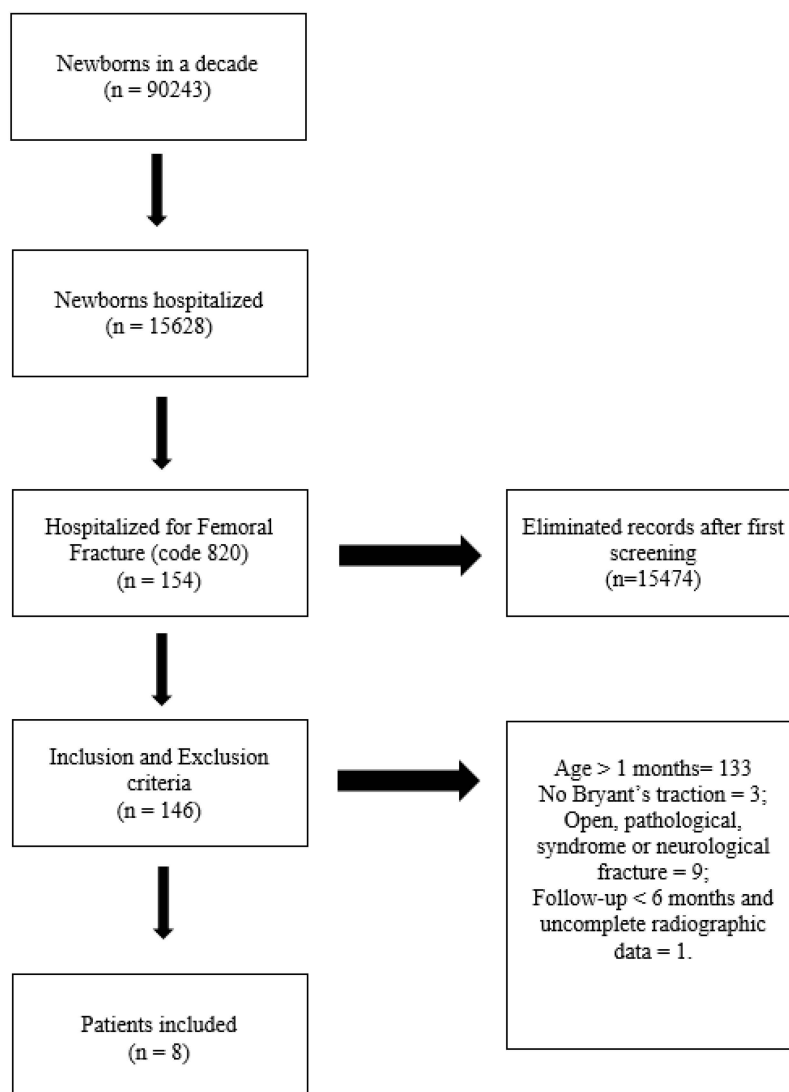 Newborns in a decade
(n = 90243)
Newborns hospitalized
(n = 15628)
Hospitalized for Femoral
Fracture (code 820)
(n = 154)
Eliminated records after first
screening
(n=15474)
Inclusion and Exclusion
criteria
(n = 146)
Age > 1 months= 133
No Bryant’s traction = 3;
Open, pathological,
syndrome or neurological
fracture = 9;
Follow-up < 6 months and
uncomplete radiographic
data = 1.
Patients included
(n = 8)